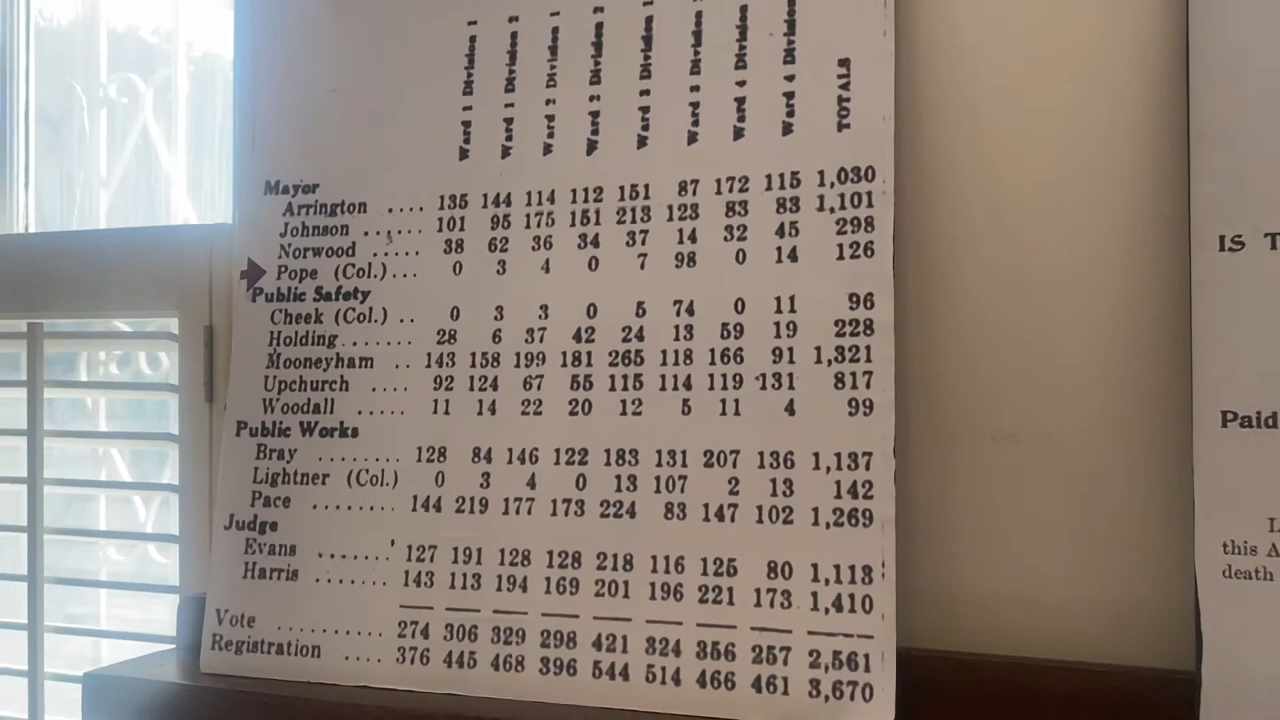 Ward 1 Division 1
Ward 1 Division 2
Ward 2 Division 1
Ward 2 Division 2
Ward 3 Division 1
Ward 3 Division
Ward 4 Division
Ward 4 Division
TOTALS
Mayor
Arrington .... 135 144 114 112 151 87 172 115 1,030
Johnson ...... 101 95 175 151 213 123 83 83 1,101
Norwood ..... 38 62 36 34 37 14 32 45 298
Pope (Col.)... 0 3 4 0 7 98 0 14 126
Public Safety
Cheek (Col.) .. 0 3 3 0 5 74 0 11 96
Holding....... 28 6 37 42 24 13 59 19 228
Mooneyham .. 143 158 199 181 265 118 166 91 1,321
Upchurch .... 92 124 67 55 115 114 119 131 817
Woodall ..... 11 14 22 20 12 5 11 4 99
Public Works
Bray ........ 128 84 146 122 183 131 207 136 1,137
Lightner (Col.) 0 3 4 0 13 107 2 13 142
Pace ........ 144 219 177 173 224 83 147 102 1,269
Judge
Evans ....... 127 191 128 128 218 116 125 80 1,113
Harris ....... 143 113 194 169 201 196 221 173 1,410
Vote .......... 274 306 329 298 421 324 356 257 2,561
Registration .... 376 445 468 396 544 514 466 461 3,670
IS T
Paid
L
this A
death